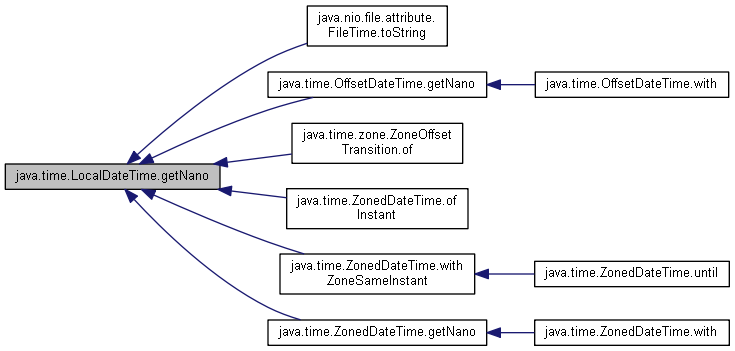 java.nio.file.attribute.
FileTime.toString
java.time.OffsetDateTime.getNano
java.time.OffsetDateTime.with
java.time.zone.ZoneOffset
Transition.of
java.time.LocalDateTime.getNano
java.time.ZonedDateTime.of
Instant
java.time.ZonedDateTime.with
ZoneSameInstant
java.time.ZonedDateTime.until
java.time.ZonedDateTime.getNano
java.time.ZonedDateTime.with